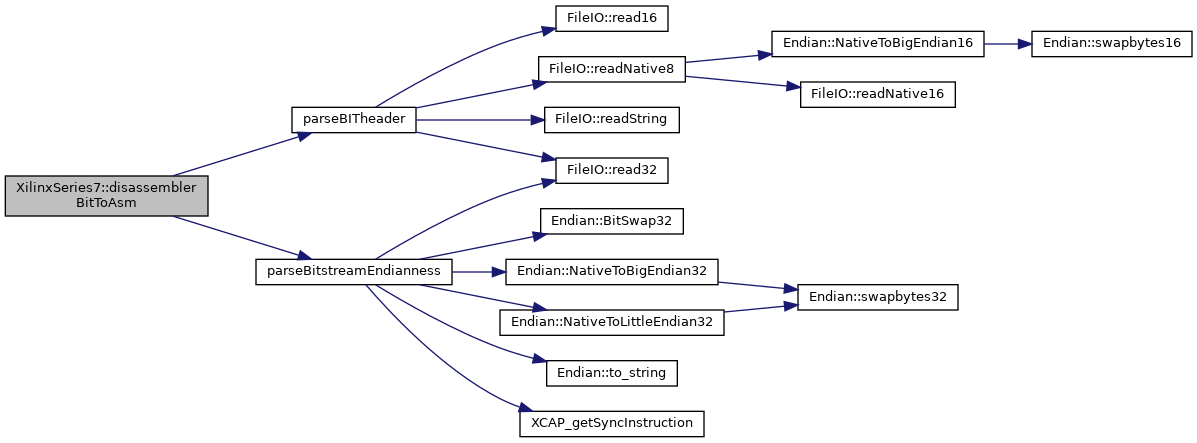 XilinxSeries7::disassembler
BitToAsm
parseBITheader
parseBitstreamEndianness
FileIO::read16
FileIO::readNative8
FileIO::readString
FileIO::read32
Endian::BitSwap32
Endian::NativeToBigEndian32
Endian::NativeToLittleEndian32
Endian::to_string
XCAP_getSyncInstruction
Endian::NativeToBigEndian16
FileIO::readNative16
Endian::swapbytes32
Endian::swapbytes16